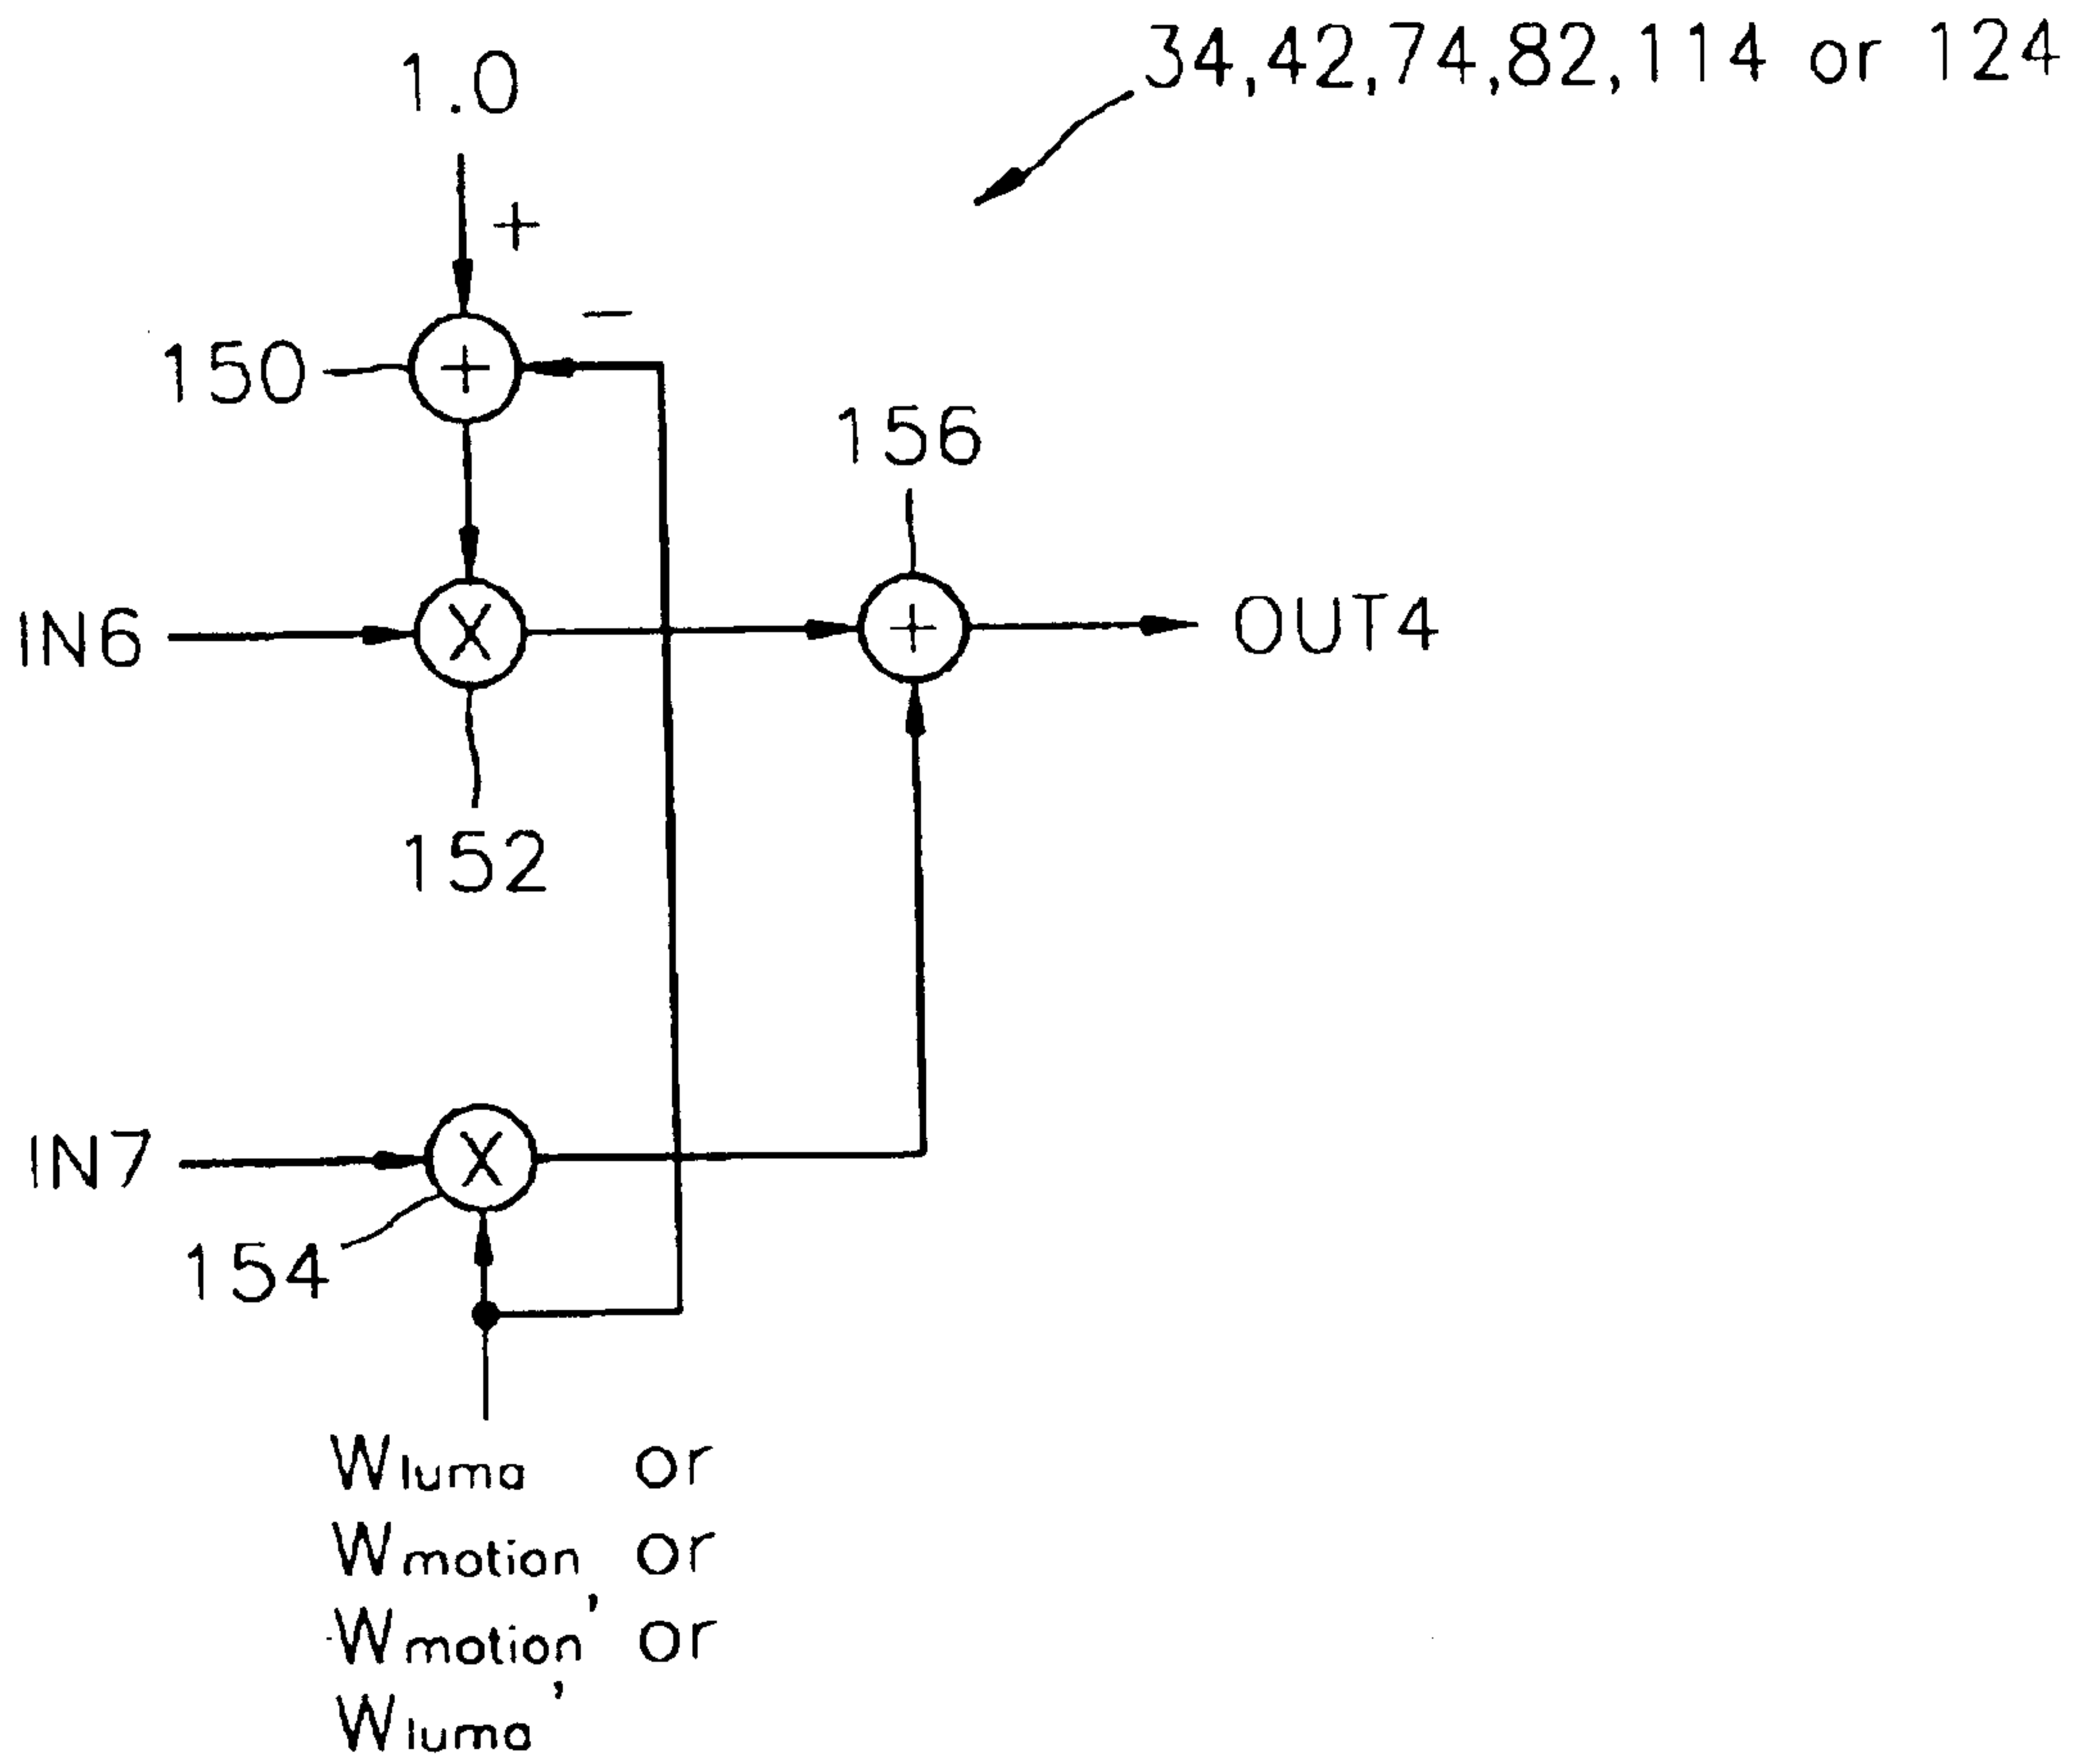 34,42,74,82,114 or 124
1.0
+
−
150
+
156
IN6
X
+
OUT4
152
IN7
X
154
Wluma or
Wmotion or
Wmotion' or
Wluma'